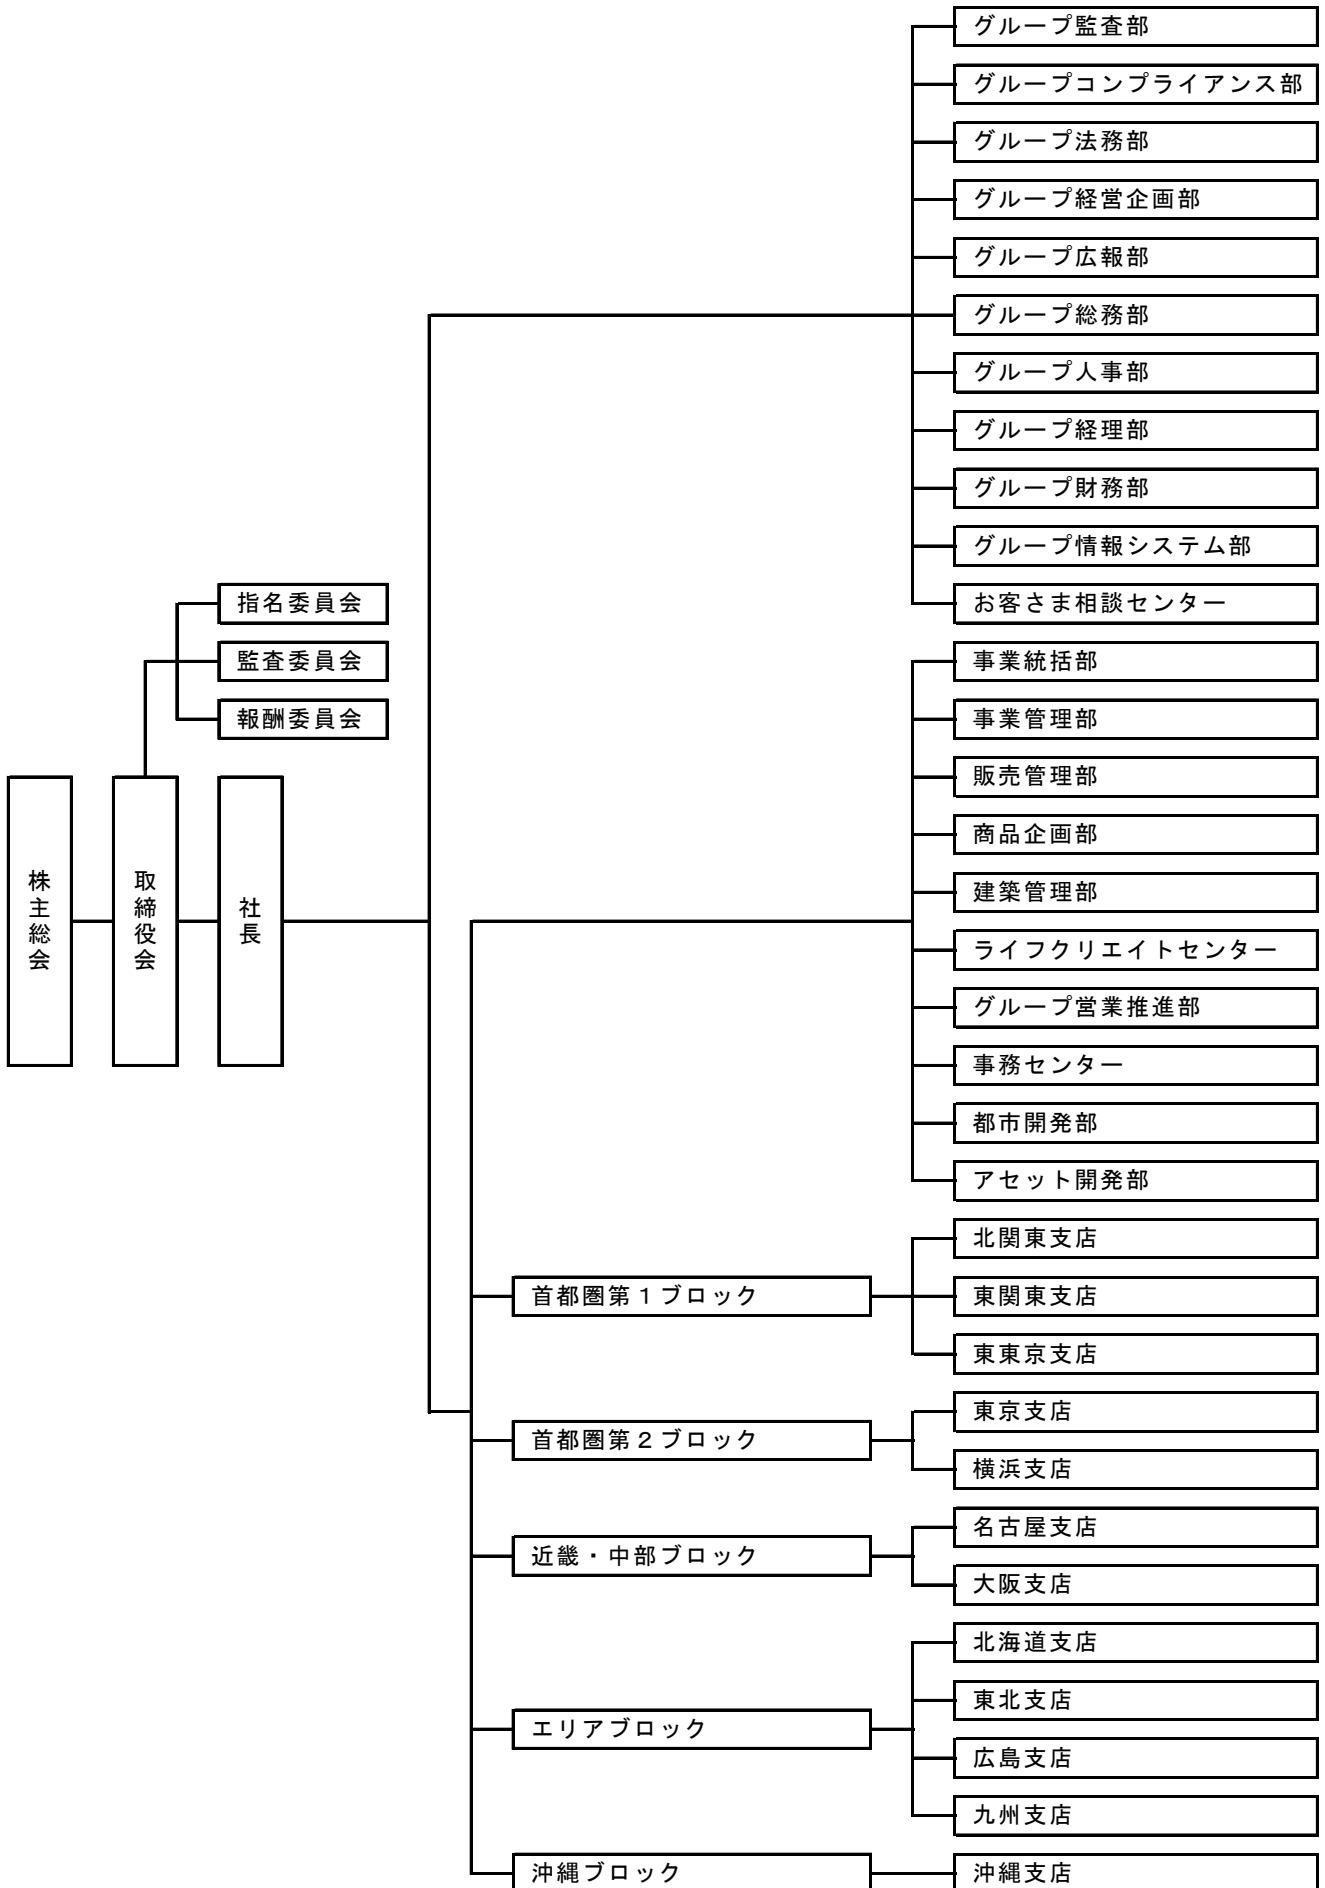 グループ監査部
グループコンプライアンス部
グループ法務部
グループ経営企画部
グループ広報部
グループ総務部
グループ人事部
グループ経理部
グループ財務部
グループ情報システム部
指名委員会
お客さま相談センター
監査委員会
事業統括部
報酬委員会
事業管理部
販売管理部
商品企画部
株主総会
取締役会
社長
建築管理部
ライフクリエイトセンター
グループ営業推進部
事務センター
都市開発部
アセット開発部
北関東支店
首都圏第１ブロック
東関東支店
東東京支店
東京支店
首都圏第２ブロック
横浜支店
名古屋支店
近畿・中部ブロック
大阪支店
北海道支店
東北支店
エリアブロック
広島支店
九州支店
沖縄ブロック
沖縄支店